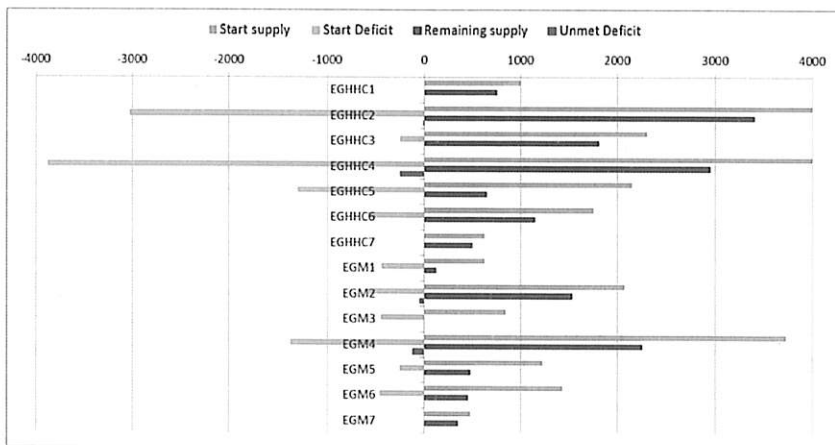 Start supply Start Deficit Remaining supply Unmet Deficit
-4000 -3000 -2000 -1000 0 1000 2000 3000 4000
EGHHC1
EGHHC2
EGHHC3
EGHHC4
EGHHC5
EGHHC6
EGHHC7
EGM1
EGM2
EGM3
EGM4
EGM5
EGM6
EGM7